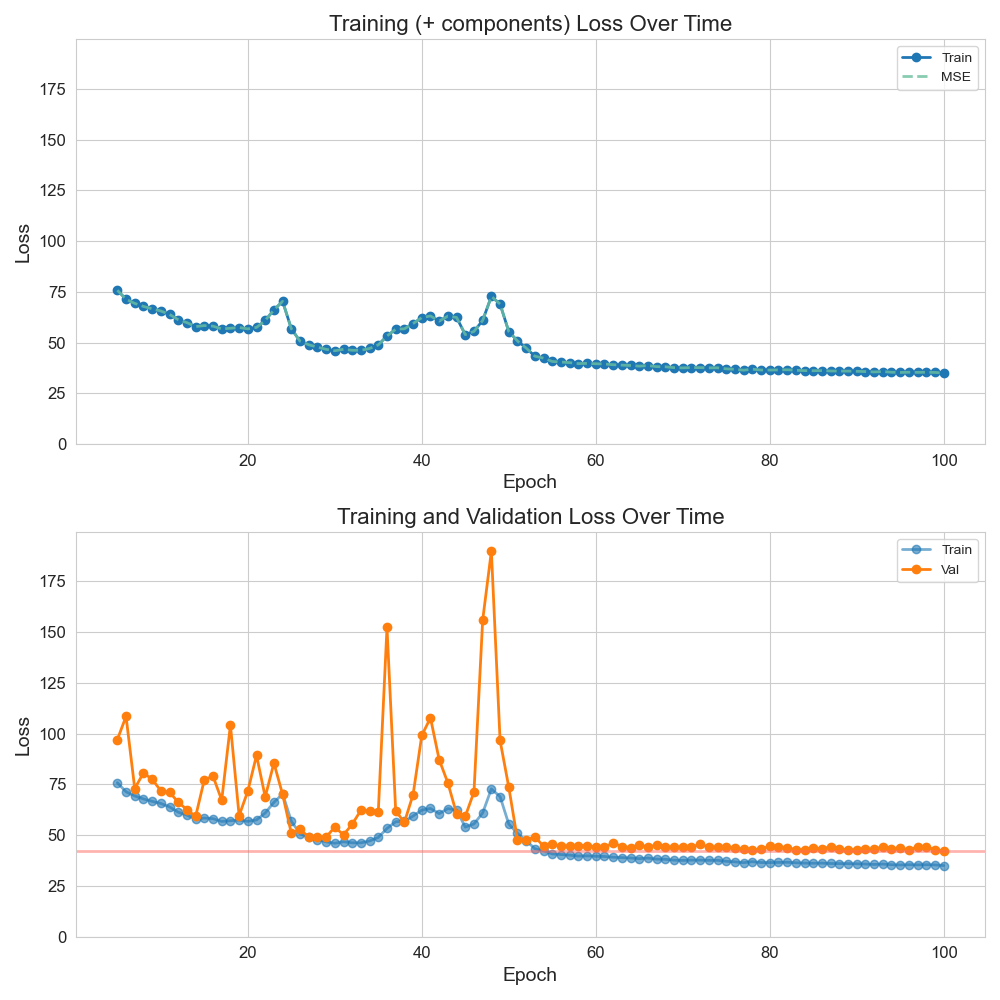 Training (+ components) Loss Over Time
Train
MSE
175
150
125
100
75
50
25
0
Loss
20 40 60 80 100
Epoch
Training and Validation Loss Over Time
Train
Val
175
150
125
100
75
50
25
0
Loss
20 40 60 80 100
Epoch